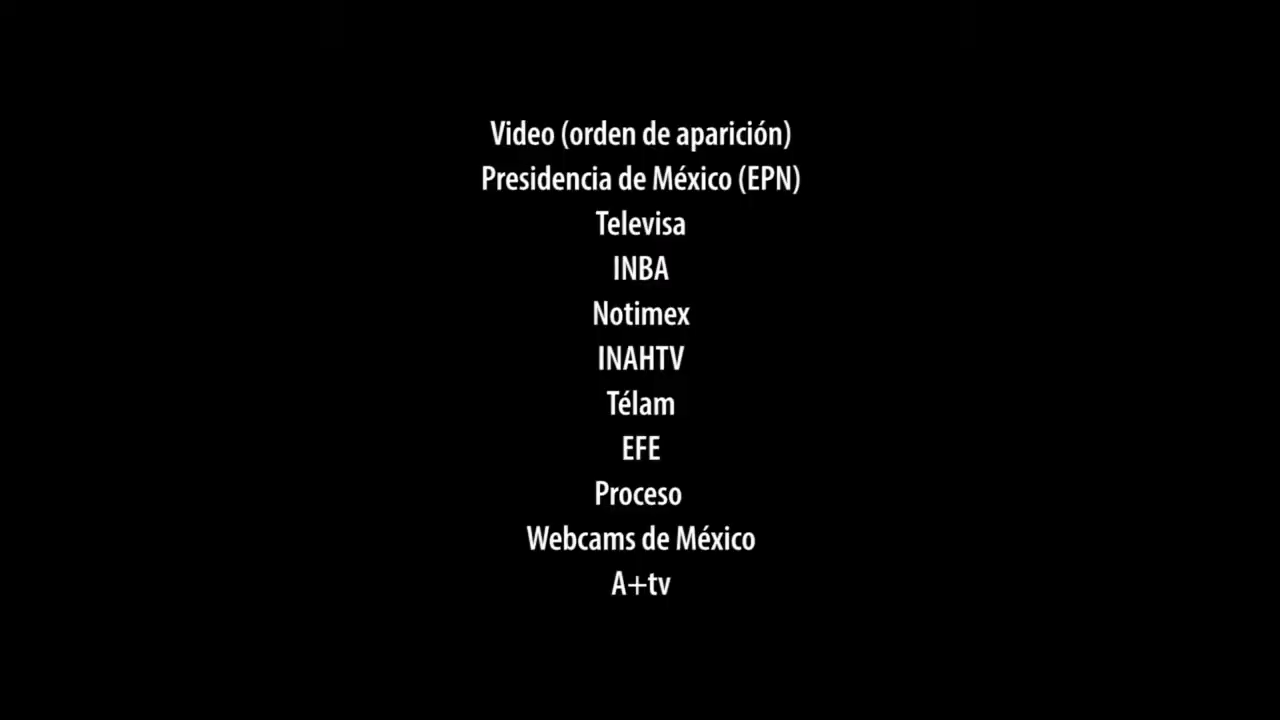 Video (orden de aparición)
Presidencia de México (EPN)
Televisa
INBA
Notimex
INAHTV
Télam
EFE
Proceso
Webcams de México
A+tv